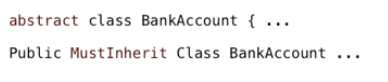 abstract class BankAccount { ...
Public MustInherit Class BankAccount ...